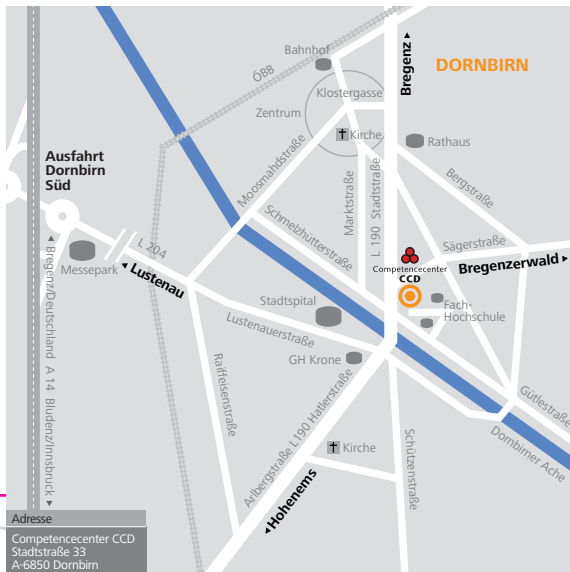 Bahnhof
Bregenz
DORNBIRN
ÖBB
Klostergasse
Zentrum
Kirche
Rathaus
Ausfahrt
Dornbirn
Süd
Moosmahdstraße
Marktstraße
L 190 Stadtstraße
Bergstraße
Schmelzhütterstraße
Sägerstraße
L 204
Messepark
Lustenau
Competencecenter
CCD
Bregenzerwald
Bregenz/Deutschland A 14 Bludenz/Innsbruck
Stadtspital
Fach-
Hochschule
Lustenauerstraße
GH Krone
Raiffeisenstraße
Arlbergstraße L 190 Hatlerstraße
Gütlestraße
Schützenstraße
Dornbirner Ache
Kirche
Hohenems
Adresse
Competencecenter CCD
Stadtstraße 33
A-6850 Dornbirn